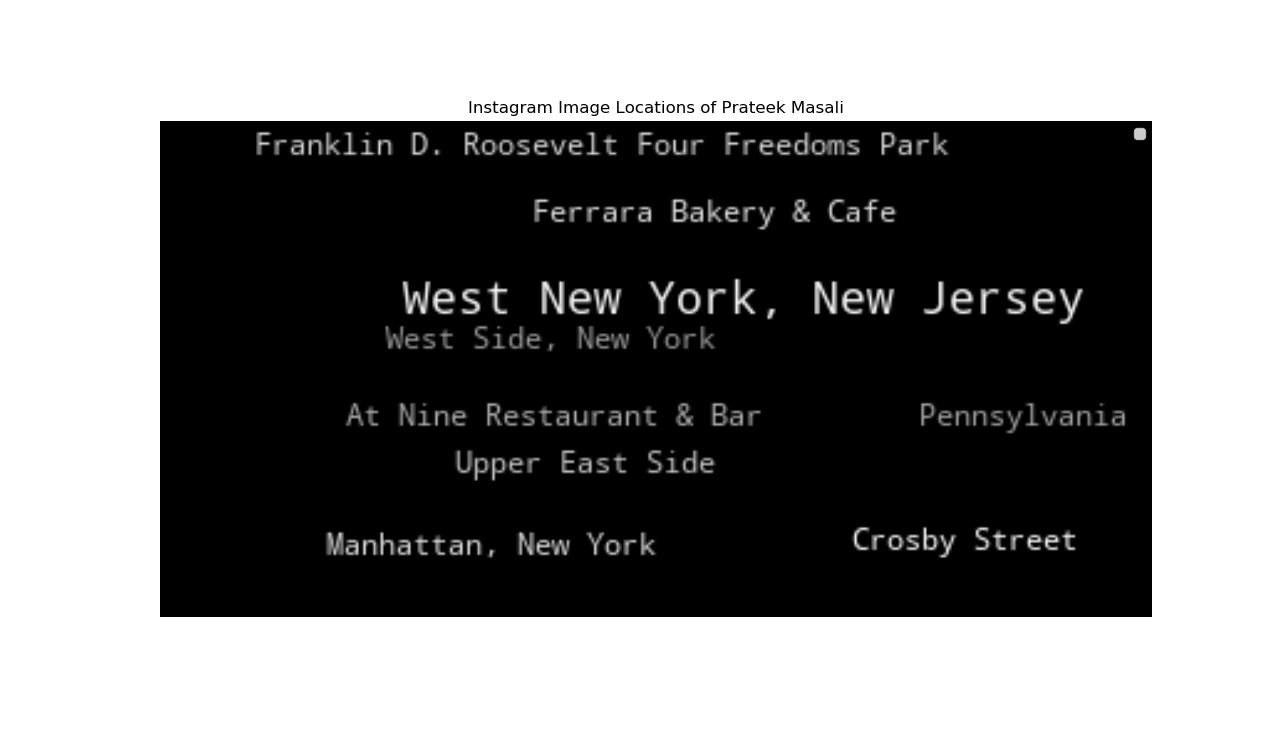 Instagram Image Locations of Prateek Masali
Franklin D. Roosevelt Four Freedoms Park
Ferrara Bakery & Cafe
West New York, New Jersey
West Side, New York
At Nine Restaurant & Bar
Pennsylvania
Upper East Side
Manhattan, New York
Crosby Street